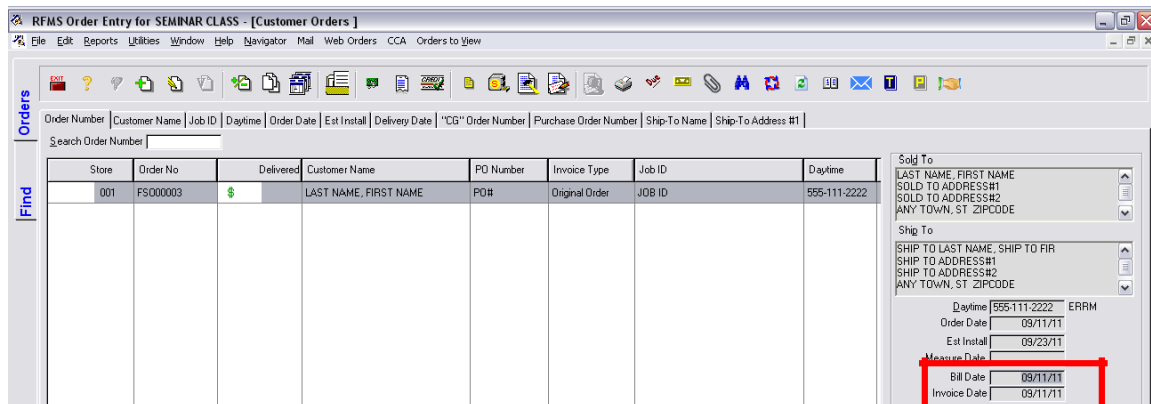 RFMS Order Entry for SEMINAR CLASS - [Customer Orders ]
File Edit Reports Utilities Window Help Navigator Mail Web Orders CCA Orders to View
EXIT
CREDIT
Orders
Find
Order Number Customer Name Job ID Daytime Order Date Est Install Delivery Date "CG" Order Number Purchase Order Number Ship-To Name Ship-To Address #1
Search Order Number
Store Order No Delivered Customer Name PO Number Invoice Type Job ID Daytime
001 FSO00003 $ LAST NAME, FIRST NAME PO# Original Order JOB ID 555-111-2222
Sold To
LAST NAME, FIRST NAME
SOLD TO ADDRESS#1
SOLD TO ADDRESS#2
ANY TOWN, ST ZIPCODE
Ship To
SHIP TO LAST NAME, SHIP TO FIR
SHIP TO ADDRESS#1
SHIP TO ADDRESS#2
ANY TOWN, ST ZIPCODE
Daytime 555-111-2222 ERRM
Order Date 09/11/11
Est Install 09/23/11
Measure Date
Bill Date 09/11/11
Invoice Date 09/11/11